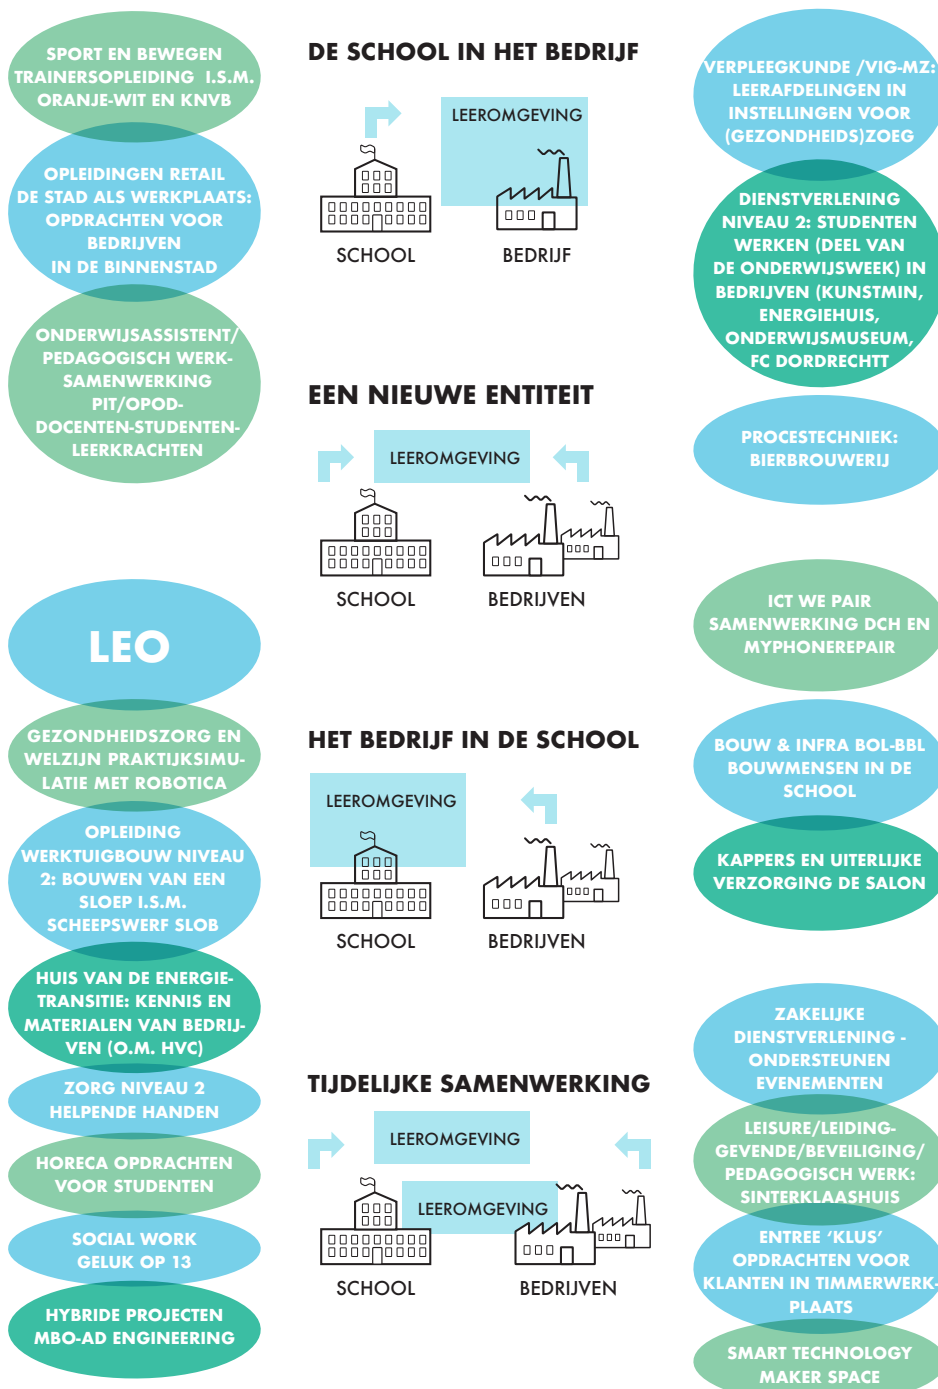 SPORT EN BEWEGEN
TRAINERSOPLEIDING I.S.M.
ORANJE-WIT EN KNVB
OPLEIDINGEN RETAIL
DE STAD ALS WERKPLAATS:
OPDRACHTEN VOOR
BEDRIJVEN
IN DE BINNENSTAD
ONDERWIJSASSISTENT/
PEDAGOGISCH WERK-
SAMENWERKING
PIT/OPOD-
DOCENTEN-STUDENTEN-
LEERKRACHTEN
DE SCHOOL IN HET BEDRIJF
LEEROMGEVING
SCHOOL
BEDRIJF
VERPLEEGKUNDE /VIG-MZ:
LEERAFDELINGEN IN
INSTELLINGEN VOOR
(GEZONDHEIDS)ZOEG
DIENSTVERLENING
NIVEAU 2: STUDENTEN
WERKEN (DEEL VAN
DE ONDERWIJSWEEK) IN
BEDRIJVEN (KUNSTMIN,
ENERGIEHUIS,
ONDERWIJSMUSEUM,
FC DORDRECHTT
EEN NIEUWE ENTITEIT
LEEROMGEVING
SCHOOL
BEDRIJVEN
PROCESTECHNIEK:
BIERBROUWERIJ
LEO
ICT WE PAIR
SAMENWERKING DCH EN
MYPHONEREPAIR
GEZONDHEIDSZORG EN
WELZIJN PRAKTIJKSIMU-
LATIE MET ROBOTICA
OPLEIDING
WERKTUIGBOUW NIVEAU
2: BOUWEN VAN EEN
SLOEP I.S.M.
SCHEEPSWERF SLOB
HUIS VAN DE ENERGIE-
TRANSITIE: KENNIS EN
MATERIALEN VAN BEDRIJ-
VEN (O.M. HVC)
HET BEDRIJF IN DE SCHOOL
LEEROMGEVING
SCHOOL
BEDRIJVEN
BOUW & INFRA BOL-BBL
BOUWMENSEN IN DE
SCHOOL
KAPPERS EN UITERLIJKE
VERZORGING DE SALON
ZORG NIVEAU 2
HELPENDE HANDEN
HORECA OPDRACHTEN
VOOR STUDENTEN
SOCIAL WORK
GELUK OP 13
HYBRIDE PROJECTEN
MBO-AD ENGINEERING
TIJDELIJKE SAMENWERKING
LEEROMGEVING
LEEROMGEVING
SCHOOL
BEDRIJVEN
ZAKELIJKE
DIENSTVERLENING -
ONDERSTEUNEN
EVENEMENTEN
LEISURE/LEIDING-
GEVENDE/BEVEILIGING/
PEDAGOGISCH WERK:
SINTERKLAASHUIS
ENTREE ‘KLUS’
OPDRACHTEN VOOR
KLANTEN IN TIMMERWERK-
PLAATS
SMART TECHNOLOGY
MAKER SPACE